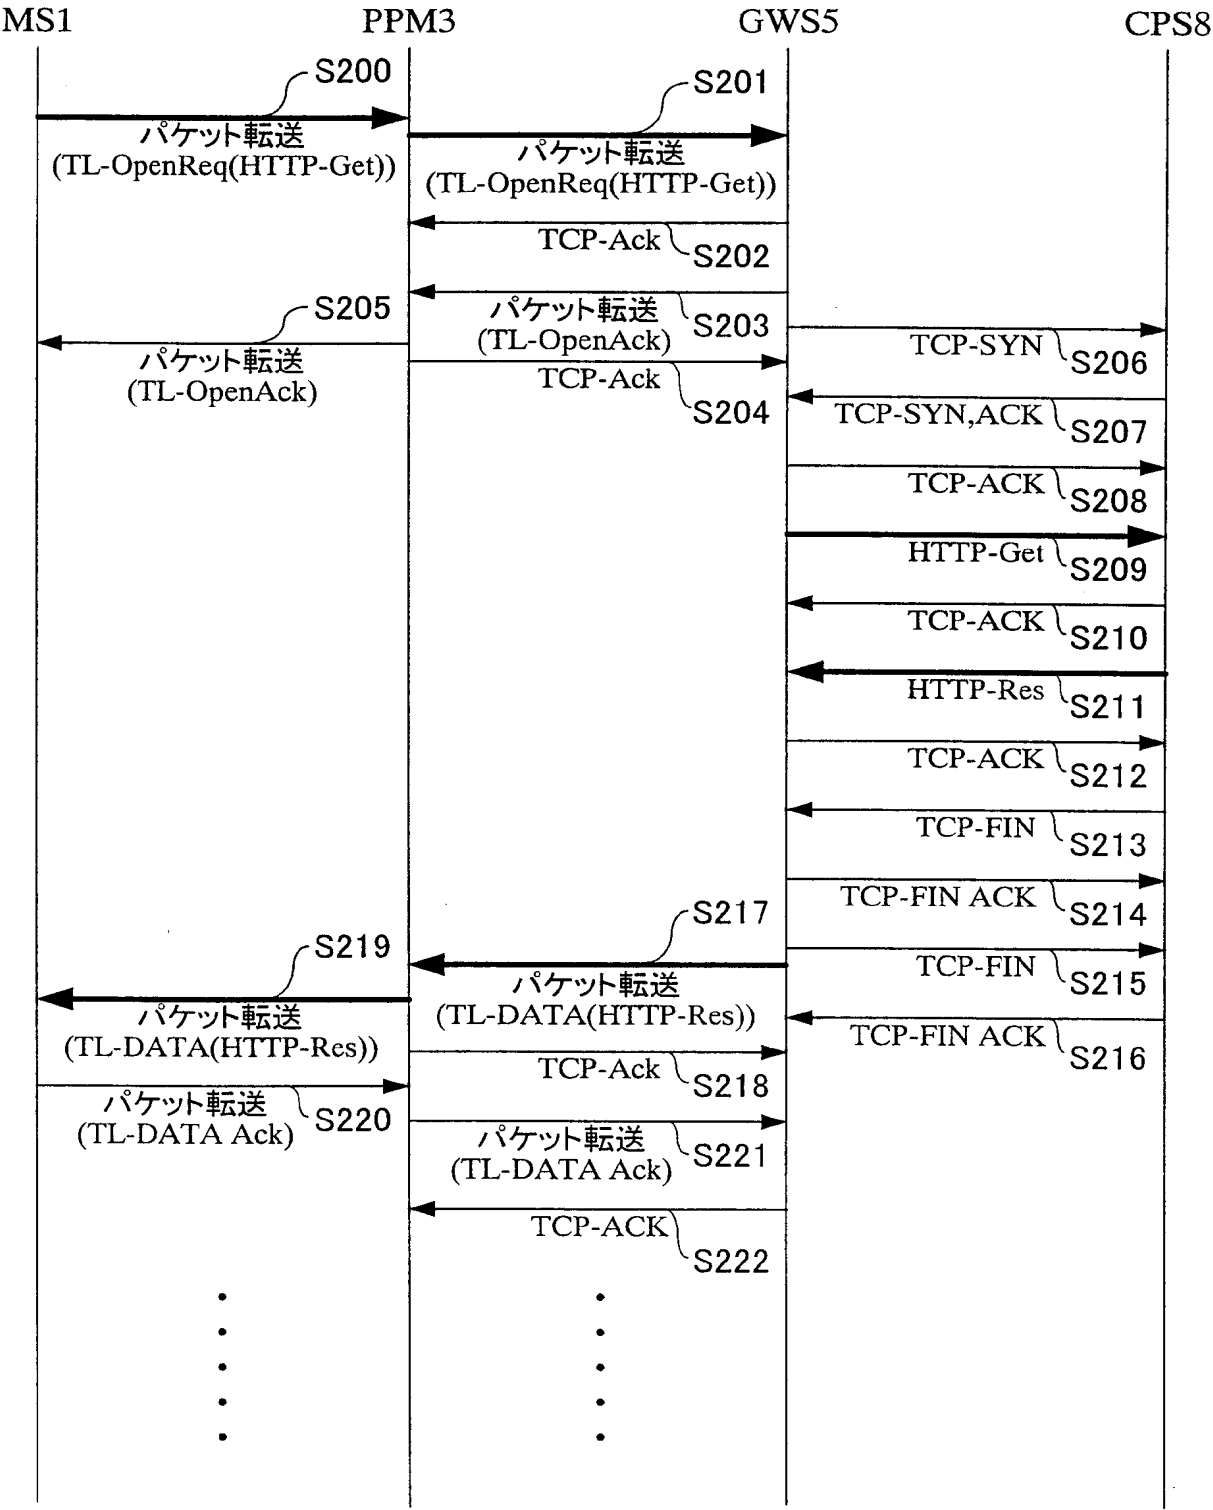 MS1
PPM3
GWS5
CPS8
S200
パケット転送
(TL-OpenReq(HTTP-Get))
S201
パケット転送
(TL-OpenReq(HTTP-Get))
TCP-Ack
S202
パケット転送
(TL-OpenAck)
S203
S205
パケット転送
(TL-OpenAck)
TCP-Ack
S204
TCP-SYN
S206
TCP-SYN,ACK
S207
TCP-ACK
S208
HTTP-Get
S209
TCP-ACK
S210
HTTP-Res
S211
TCP-ACK
S212
TCP-FIN
S213
TCP-FIN ACK
S214
TCP-FIN
S215
TCP-FIN ACK
S216
S217
パケット転送
(TL-DATA(HTTP-Res))
S219
パケット転送
(TL-DATA(HTTP-Res))
TCP-Ack
S218
パケット転送
(TL-DATA Ack)
S220
パケット転送
(TL-DATA Ack)
S221
TCP-ACK
S222